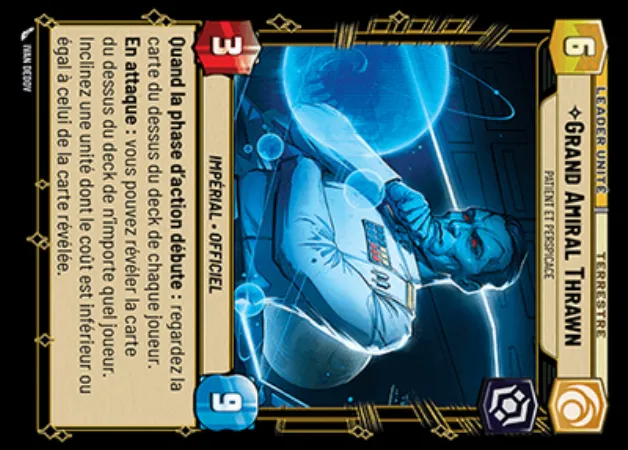 6
LEADER UNITÉ
TERRESTRE
✧GRAND AMIRAL THRAWN
PATIENT ET PERSPICACE
3
IMPÉRIAL • OFFICIEL
9
Quand la phase d'action débute : regardez la
carte du dessus du deck de chaque joueur.
En attaque : vous pouvez révéler la carte
du dessus du deck de n'importe quel joueur.
Inclinez une unité dont le coût est inférieur ou
égal à celui de la carte révélée.
IVAN DEDOV